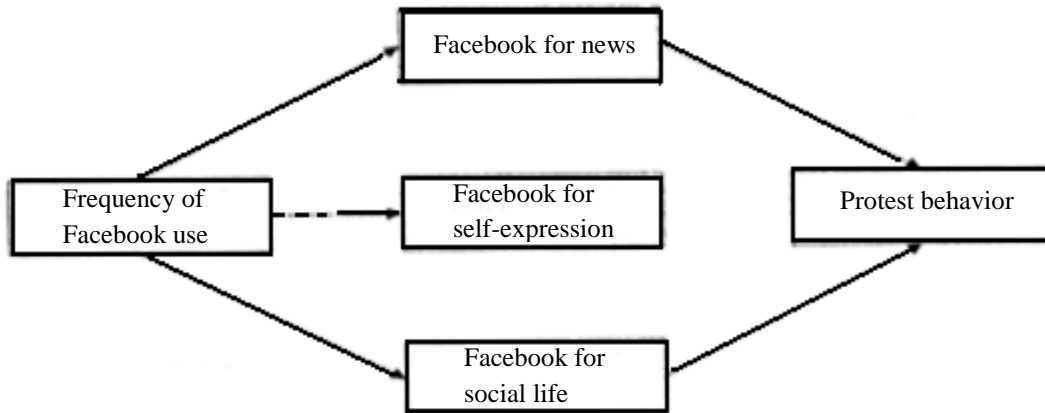 Facebook for news
Frequency of
Facebook use
Facebook for
self-expression
Protest behavior
Facebook for
social life